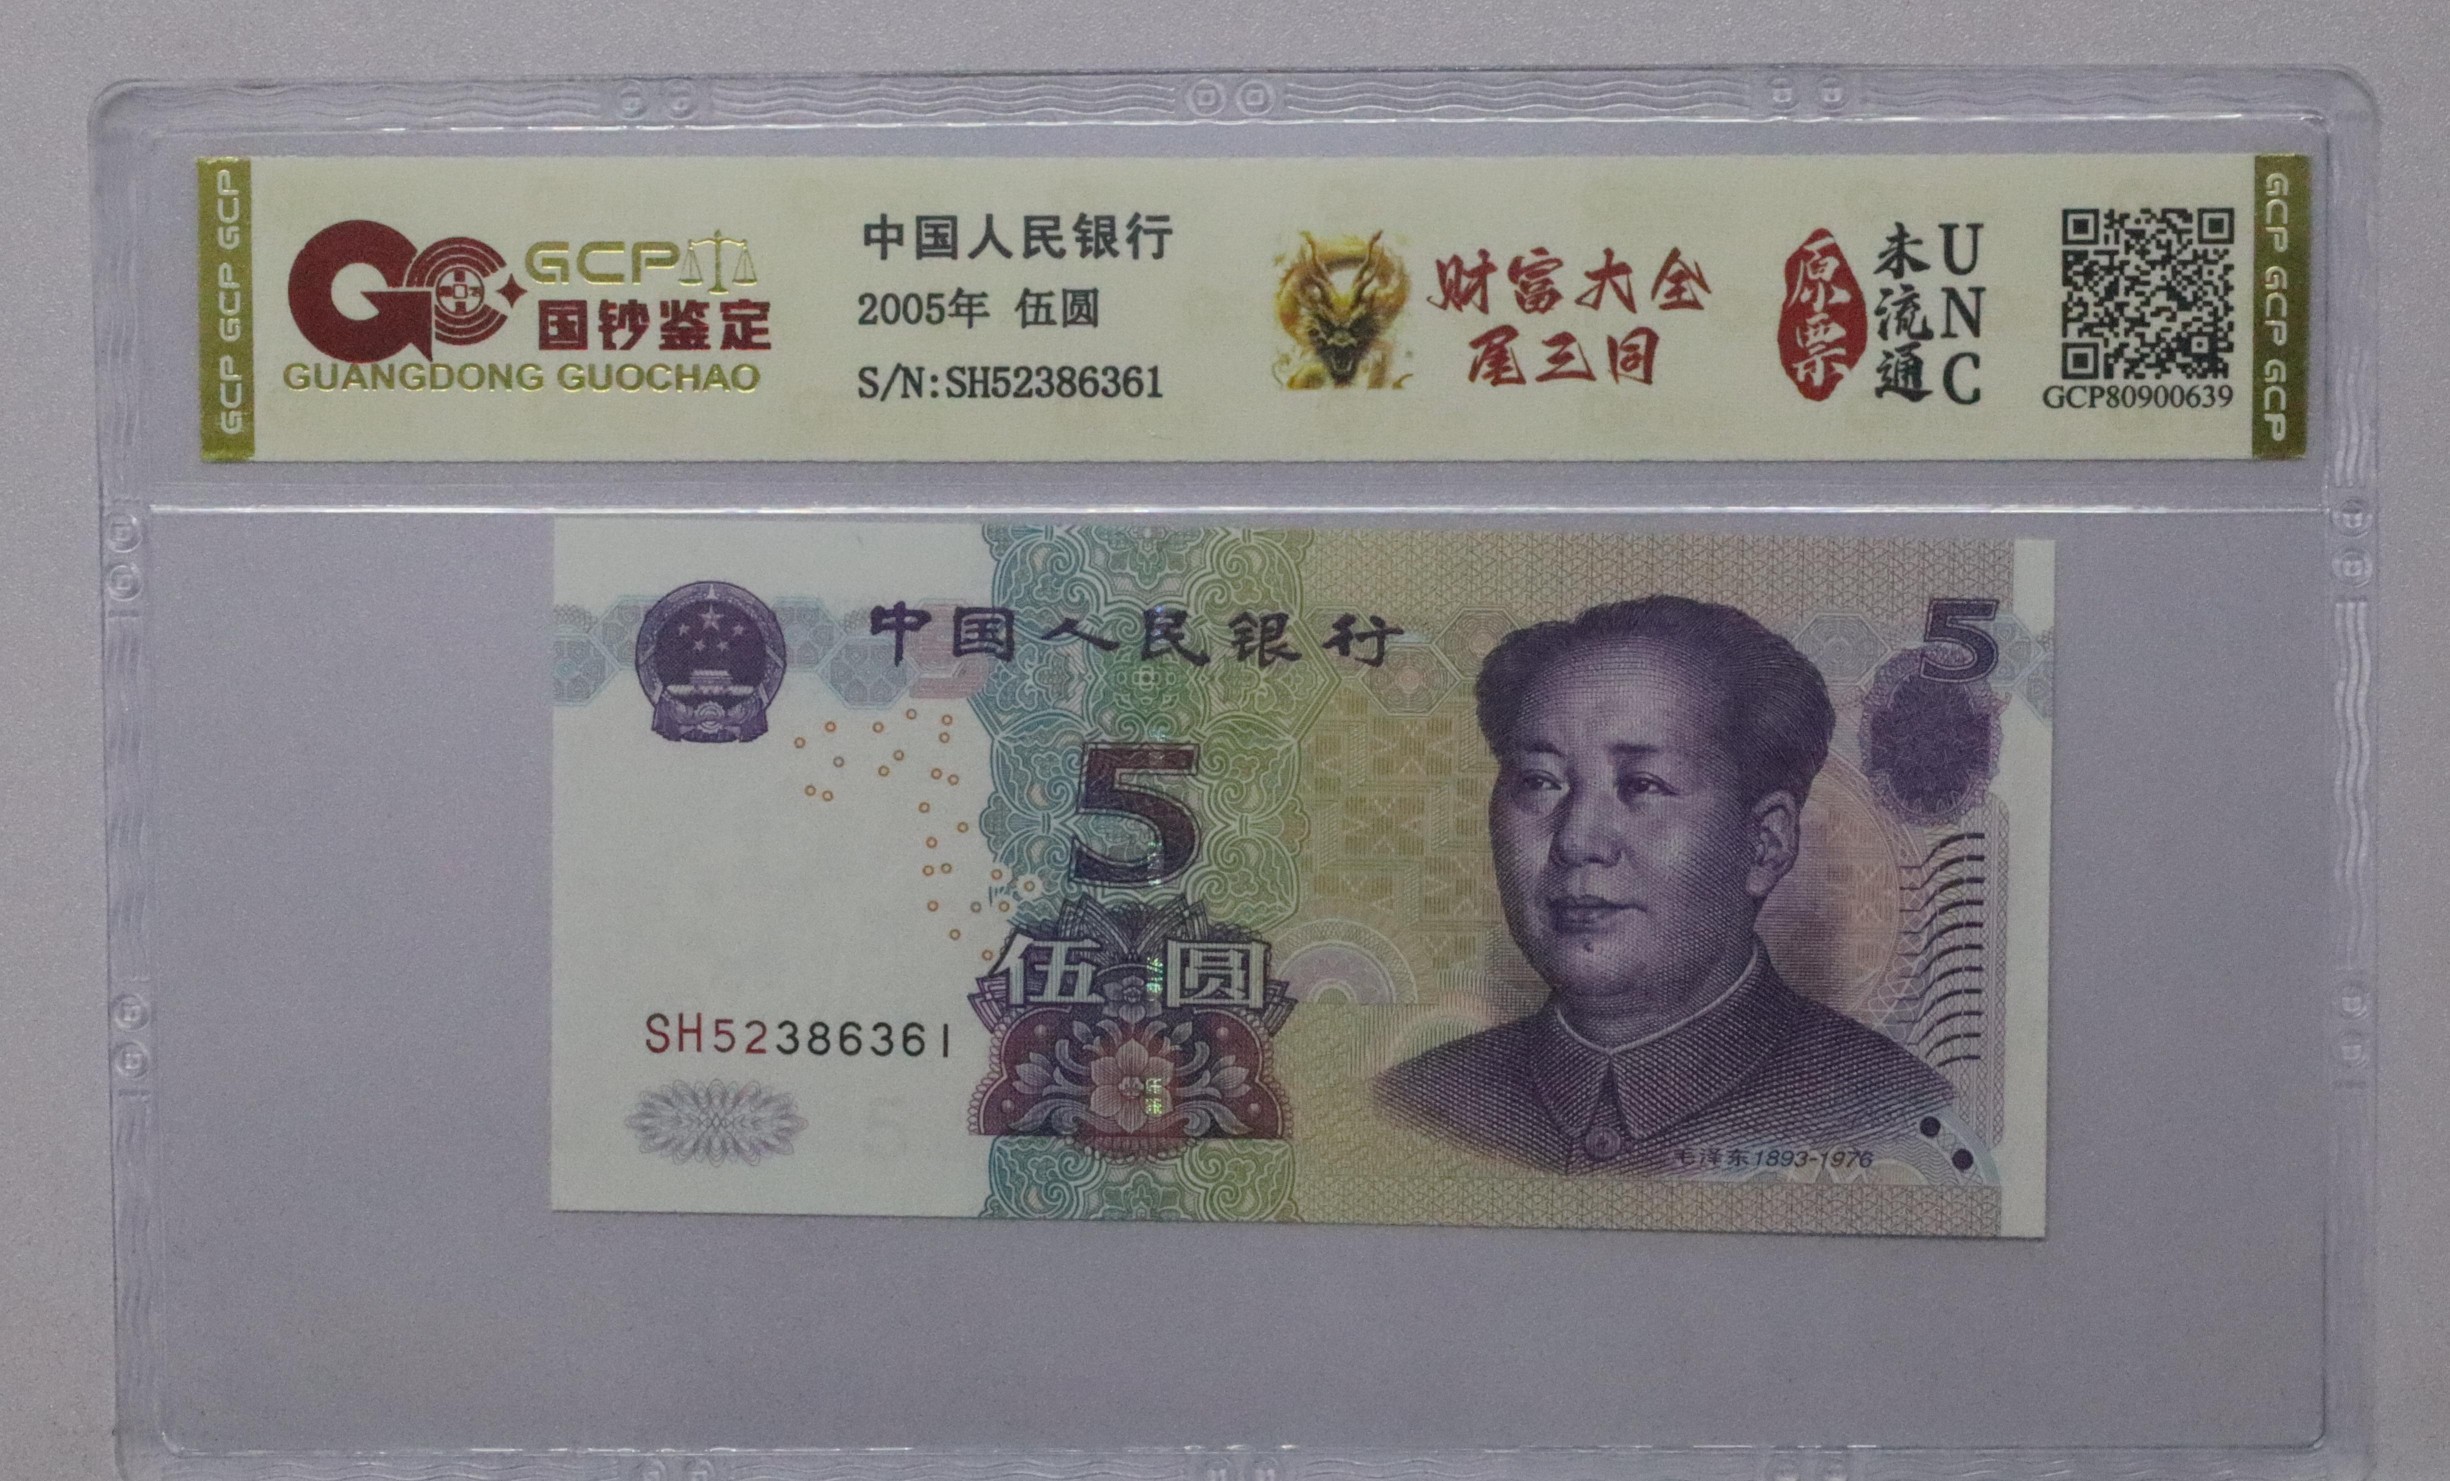 GCP GCP GCP
GCP
国钞鉴定
GUANGDONG GUOCHAO
中国人民银行
2005年 伍圆
S/N:SH52386361
财富大全
尾三同
原票
未流通
UNC
GCP80900639
GCP GCP GCP
中国人民银行
5
5
伍圆
SH52386361
5
毛泽东1893-1976